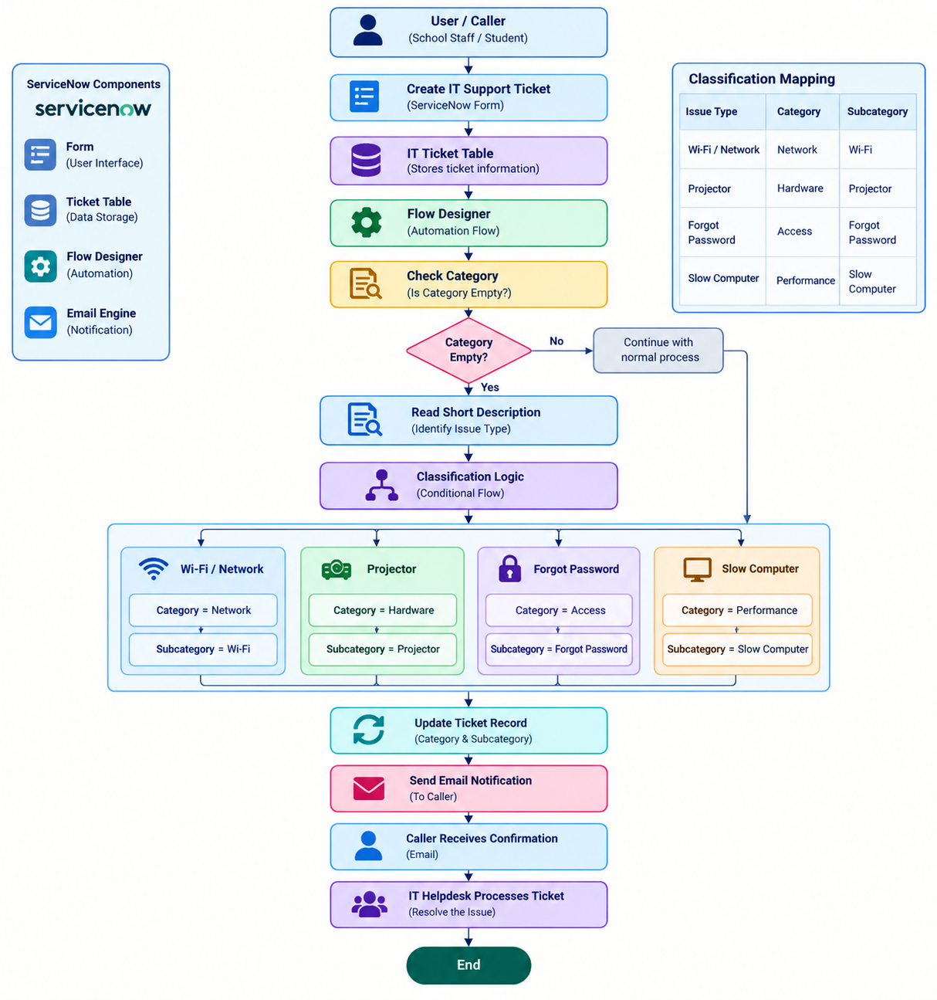 User / Caller
(School Staff / Student)
Create IT Support Ticket
(ServiceNow Form)
IT Ticket Table
(Stores ticket information)
Flow Designer
(Automation Flow)
Check Category
(Is Category Empty?)
Category
Empty?
No
Continue with
normal process
Yes
Read Short Description
(Identify Issue Type)
Classification Logic
(Conditional Flow)
ServiceNow Components
servicenow
Form
(User Interface)
Ticket Table
(Data Storage)
Flow Designer
(Automation)
Email Engine
(Notification)
Classification Mapping
Issue Type Category Subcategory
Wi-Fi / Network Network Wi-Fi
Projector Hardware Projector
Forgot
Password
Access
Forgot
Password
Slow Computer Performance
Slow
Computer
Wi-Fi / Network
Category = Network
Subcategory = Wi-Fi
Projector
Category = Hardware
Subcategory = Projector
Forgot Password
Category = Access
Subcategory = Forgot Password
Slow Computer
Category = Performance
Subcategory = Slow Computer
Update Ticket Record
(Category & Subcategory)
Send Email Notification
(To Caller)
Caller Receives Confirmation
(Email)
IT Helpdesk Processes Ticket
(Resolve the Issue)
End